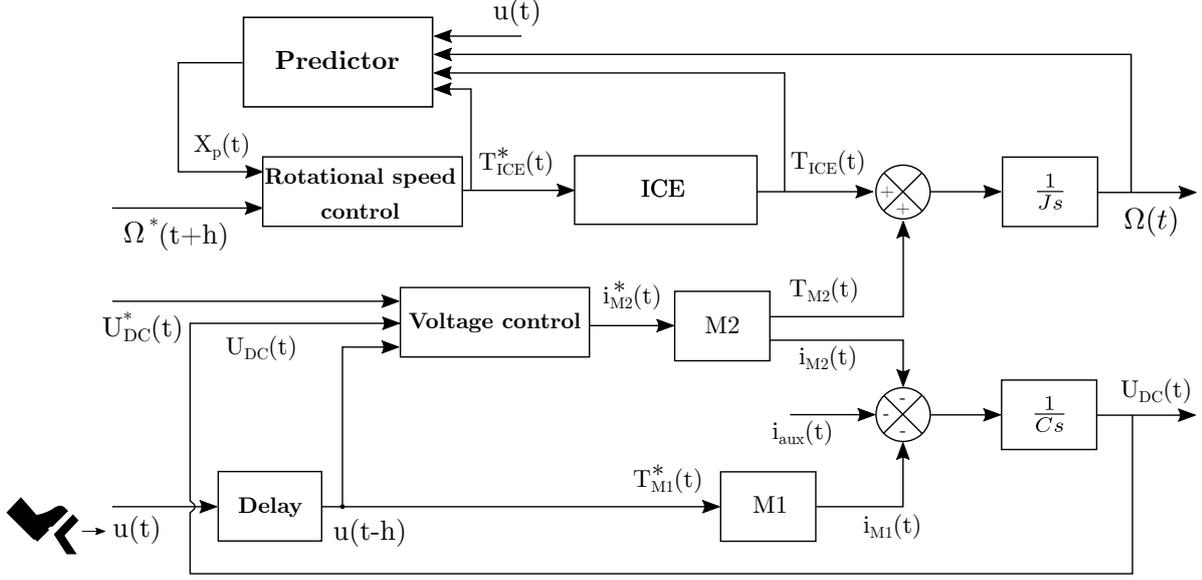 u(t)
Predictor
X_p(t)
T*_ICE(t)
T_ICE(t)
Rotational speed
control
ICE
+
+
1
Js
Ω*(t+h)
Ω(t)
i*_M2(t)
T_M2(t)
U*_DC(t)
Voltage control
M2
U_DC(t)
i_M2(t)
-
-
-
1
Cs
U_DC(t)
i_aux(t)
T*_M1(t)
Delay
M1
u(t)
u(t-h)
i_M1(t)